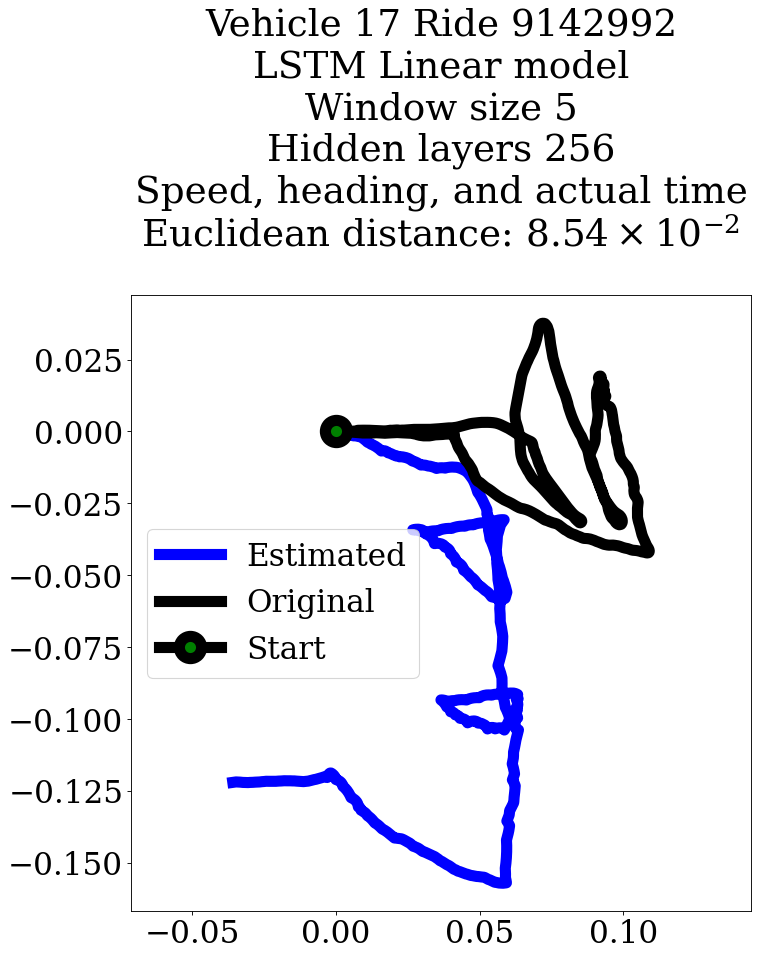 Vehicle 17 Ride 9142992
LSTM Linear model
Window size 5
Hidden layers 256
Speed, heading, and actual time
Euclidean distance: 8.54 × 10⁻²
0.025
0.000
−0.025
−0.050
−0.075
−0.100
−0.125
−0.150
Estimated
Original
Start
−0.05
0.00
0.05
0.10